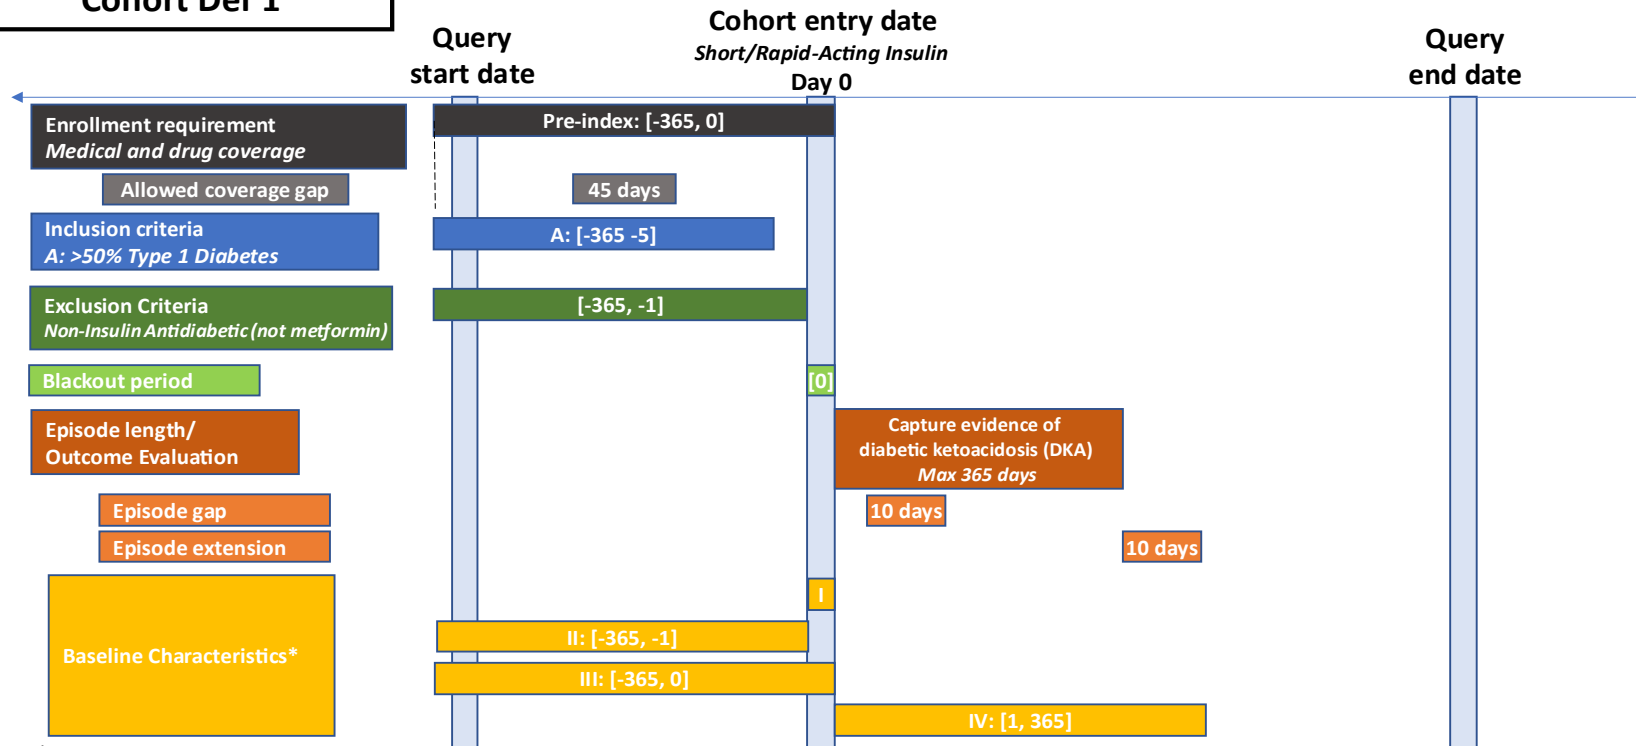 Cohort Def 1
Query
start date
Cohort entry date
Short/Rapid-Acting Insulin
Day 0
Query
end date
Enrollment requirement
Medical and drug coverage
Pre-index: [-365, 0]
Allowed coverage gap
45 days
Inclusion criteria
A: >50% Type 1 Diabetes
A: [-365 -5]
Exclusion Criteria
Non-Insulin Antidiabetic (not metformin)
[-365, -1]
Blackout period
[0]
Episode length/
Outcome Evaluation
Capture evidence of
diabetic ketoacidosis (DKA)
Max 365 days
Episode gap
10 days
Episode extension
10 days
Baseline Characteristics*
I
II: [-365, -1]
III: [-365, 0]
IV: [1, 365]